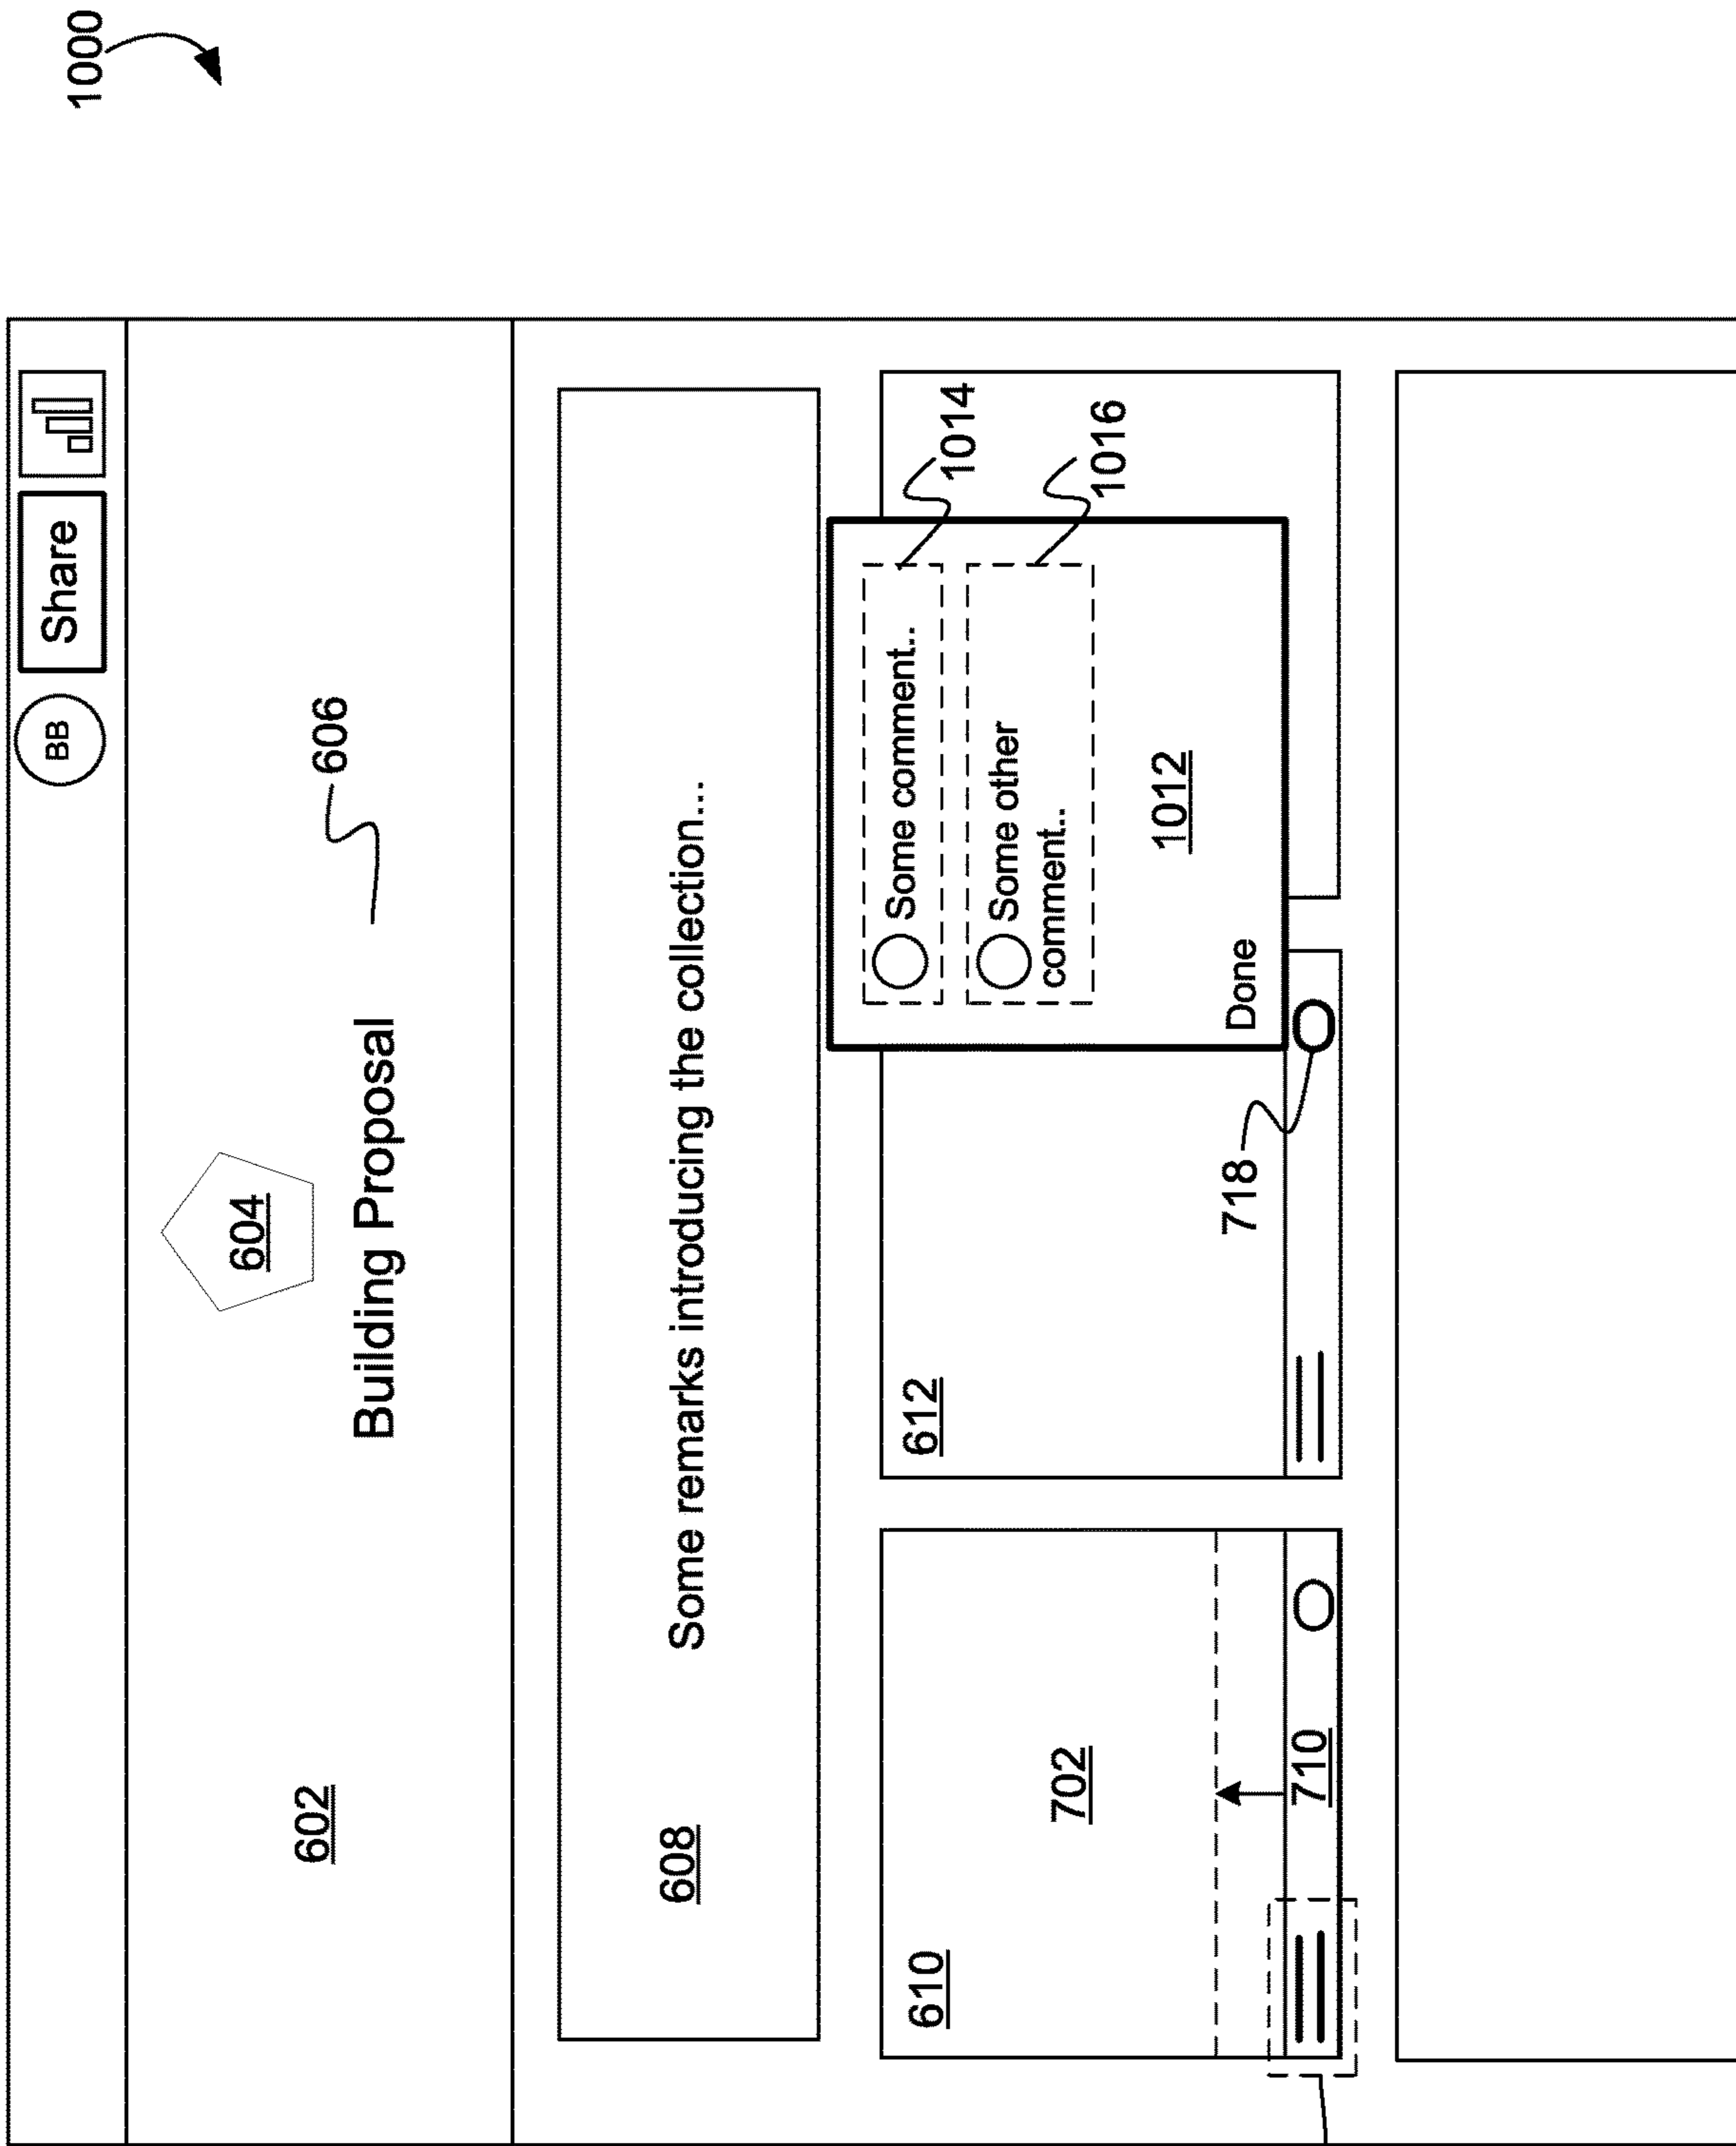 1000
BB
Share
604
602
606
Building Proposal
608
Some remarks introducing the collection...
610
702
710
612
718
Some comment..
Some other
comment..
1012
Done
1014
1016